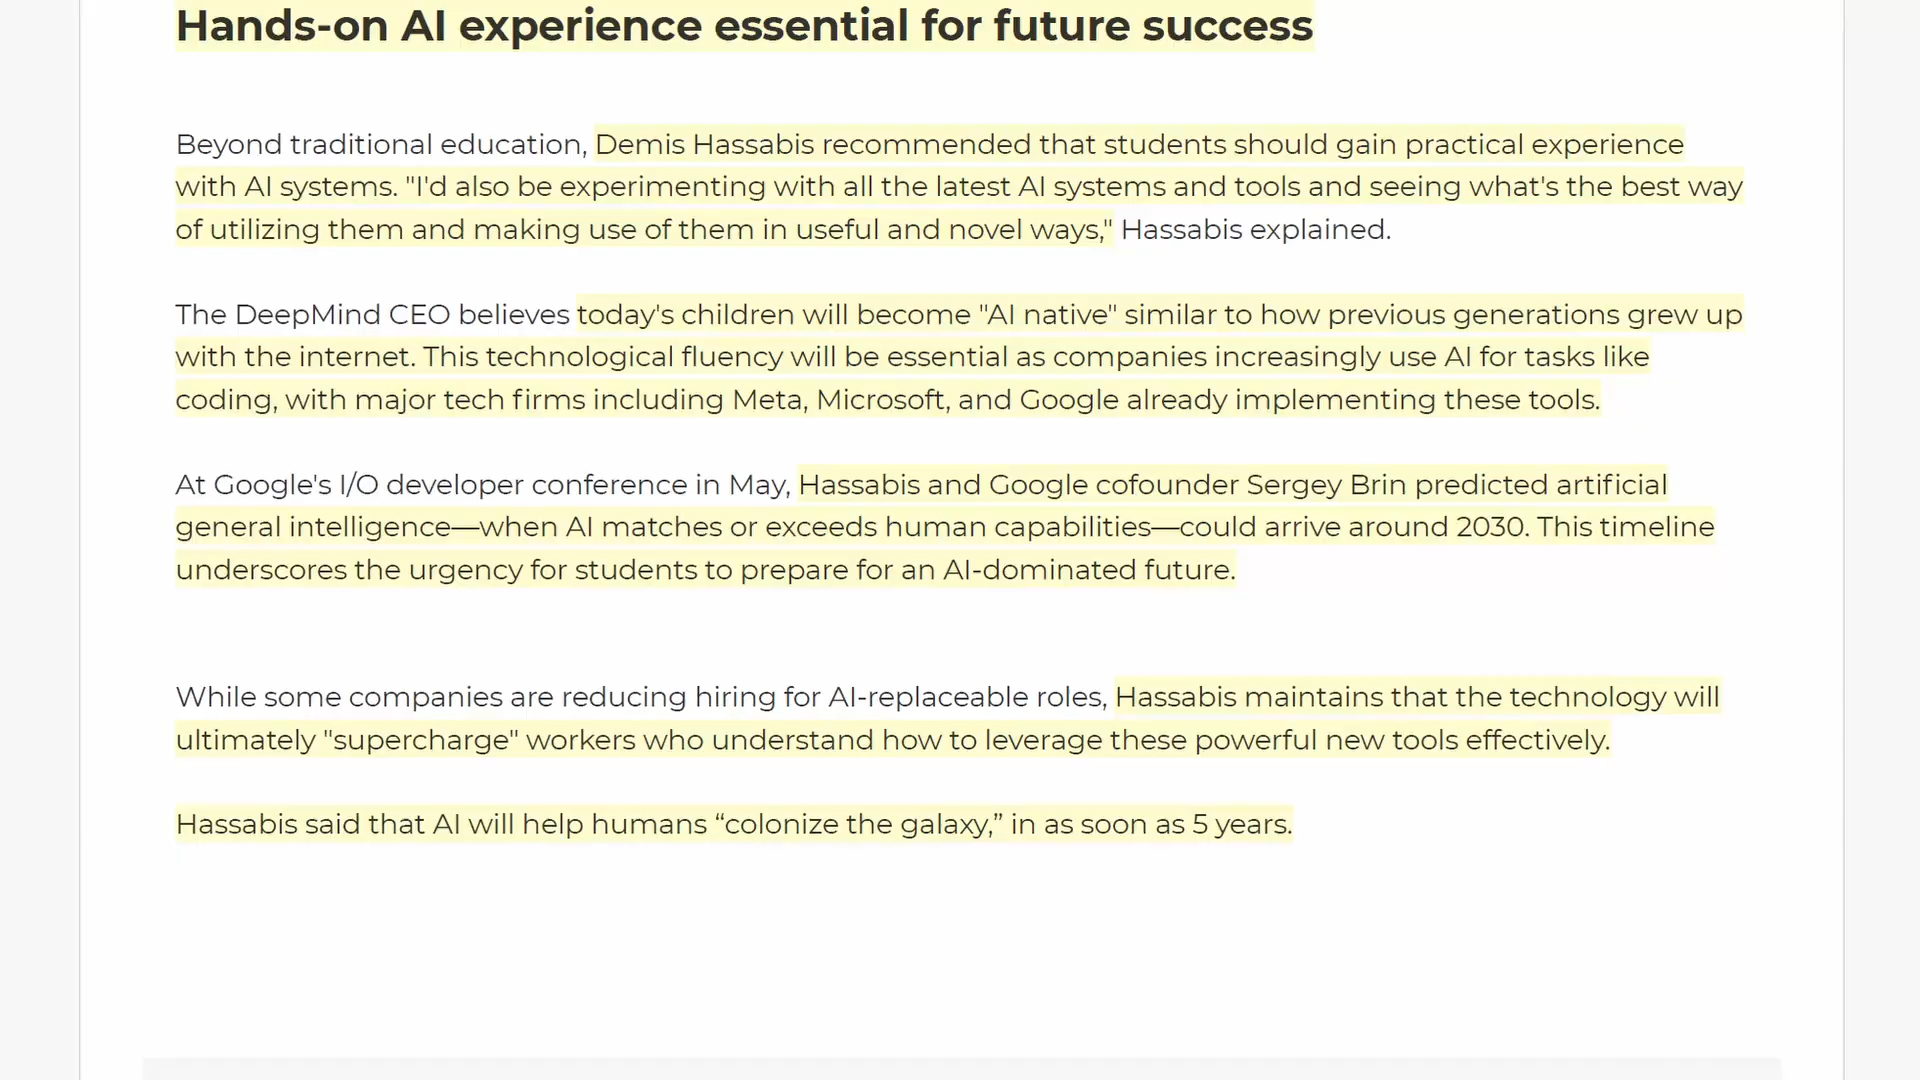 Hands-on AI experience essential for future success
Beyond traditional education, Demis Hassabis recommended that students should gain practical experience
with AI systems. "I'd also be experimenting with all the latest AI systems and tools and seeing what's the best way
of utilizing them and making use of them in useful and novel ways," Hassabis explained.
The DeepMind CEO believes today's children will become "AI native" similar to how previous generations grew up
with the internet. This technological fluency will be essential as companies increasingly use AI for tasks like
coding, with major tech firms including Meta, Microsoft, and Google already implementing these tools.
At Google's I/O developer conference in May, Hassabis and Google cofounder Sergey Brin predicted artificial
general intelligence—when AI matches or exceeds human capabilities—could arrive around 2030. This timeline
underscores the urgency for students to prepare for an AI-dominated future.
While some companies are reducing hiring for AI-replaceable roles, Hassabis maintains that the technology will
ultimately "supercharge" workers who understand how to leverage these powerful new tools effectively.
Hassabis said that AI will help humans “colonize the galaxy,” in as soon as 5 years.